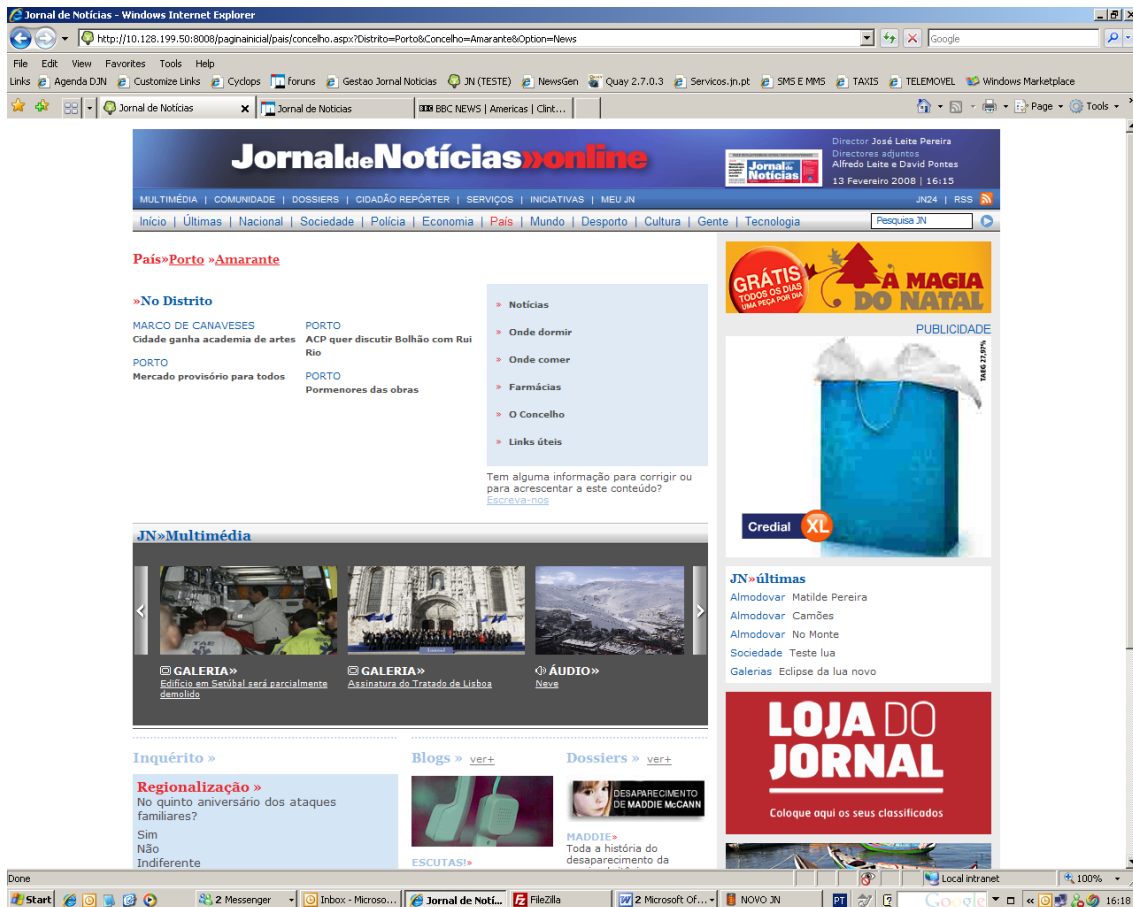 Jornal de Notícias - Windows Internet Explorer
http://10.128.199.50:8008/paginainicial/pais/concelho.aspx?Distrito=Porto&Concelho=Amarante&Option=News
Google
File Edit View Favorites Tools Help
Links Agenda DJN Customize Links Cyclops foruns Gestao Jornal Noticias JN (TESTE) NewsGen Quay 2.7.0.3 Servicos.jn.pt SMS E MMS TAXIS TELEMOVEL Windows Marketplace
Jornal de Notícias Jornal de Noticias BBC NEWS | Americas | Clint... Page Tools
JornaldeNotícias»online
Jornal de Notícias
Director José Leite Pereira
Directores adjuntos
Alfredo Leite e David Pontes
13 Fevereiro 2008 | 16:15
MULTIMÉDIA | COMUNIDADE | DOSSIERS | CIDADÃO REPÓRTER | SERVIÇOS | INICIATIVAS | MEU JN JN24 | RSS
Início | Últimas | Nacional | Sociedade | Polícia | Economia | País | Mundo | Desporto | Cultura | Gente | Tecnologia Pesquisa JN
País»Porto »Amarante
»No Distrito
MARCO DE CANAVESES
Cidade ganha academia de artes
PORTO
Mercado provisório para todos
PORTO
ACP quer discutir Bolhão com Rui
Rio
PORTO
Pormenores das obras
» Notícias
» Onde dormir
» Onde comer
» Farmácias
» O Concelho
» Links úteis
Tem alguma informação para corrigir ou
para acrescentar a este conteúdo?
Escreva-nos
GRÁTIS
TODOS OS DIAS
UMA PEÇA POR DIA
À MAGIA
DO NATAL
PUBLICIDADE
TAEG 27,97%
Credial XL
JN»Multimédia
GALERIA»
Edifício em Setúbal será parcialmente
demolido
GALERIA»
Assinatura do Tratado de Lisboa
ÁUDIO»
Neve
JN»últimas
Almodovar Matilde Pereira
Almodovar Camões
Almodovar No Monte
Sociedade Teste lua
Galerias Eclipse da lua novo
LOJA DO
JORNAL
Coloque aqui os seus classificados
Inquérito »
Regionalização »
No quinto aniversário dos ataques
familiares?
Sim
Não
Indiferente
Blogs » ver+
ESCUTAS!»
Dossiers » ver+
DESAPARECIMENTO
DE MADDIE McCANN
MADDIE»
Toda a história do
desaparecimento da
Done Local intranet 100%
Start 2 Messenger Inbox - Microso... Jornal de Notí... FileZilla 2 Microsoft Of... NOVO JN PT Google 16:18